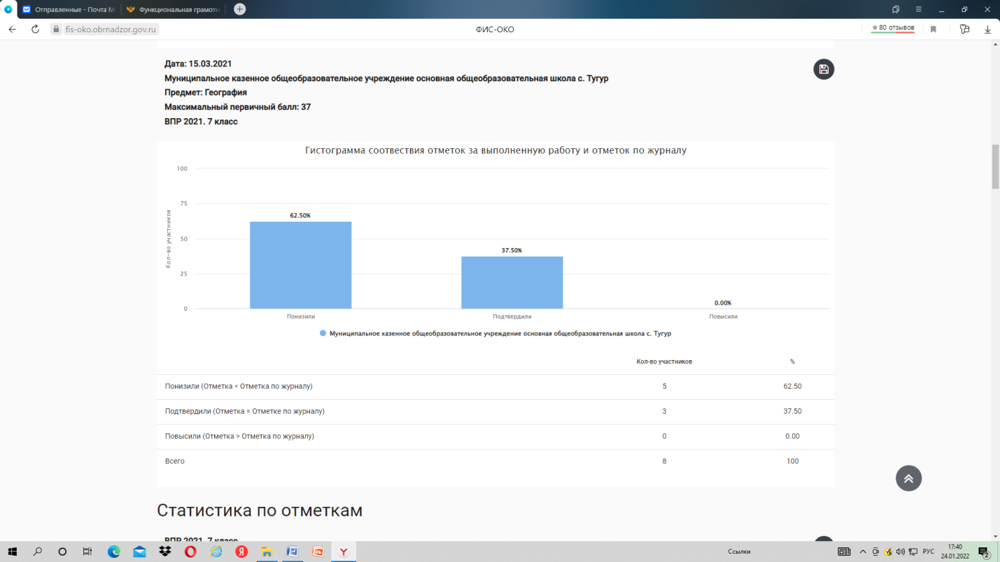 Отправленные - Почта M
Функциональная грамотн
fis-oko.obrnadzor.gov.ru
ФИС-ОКО
★ 80 отзывов
Дата: 15.03.2021
Муниципальное казенное общеобразовательное учреждение основная общеобразовательная школа с. Тугур
Предмет: География
Максимальный первичный балл: 37
ВПР 2021. 7 класс
Гистограмма соотвествия отметок за выполненную работу и отметок по журналу
Кол-во участников
100
75
50
25
0
62.50%
37.50%
0.00%
Понизили
Подтвердили
Повысили
Муниципальное казенное общеобразовательное учреждение основная общеобразовательная школа с. Тугур
Кол-во участников %
Понизили (Отметка < Отметка по журналу) 5 62.50
Подтвердили (Отметка = Отметке по журналу) 3 37.50
Повысили (Отметка > Отметка по журналу) 0 0.00
Всего 8 100
Статистика по отметкам
ВПР 2021. 7 класс
Ссылки
РУС
17:40
24.01.2022
2